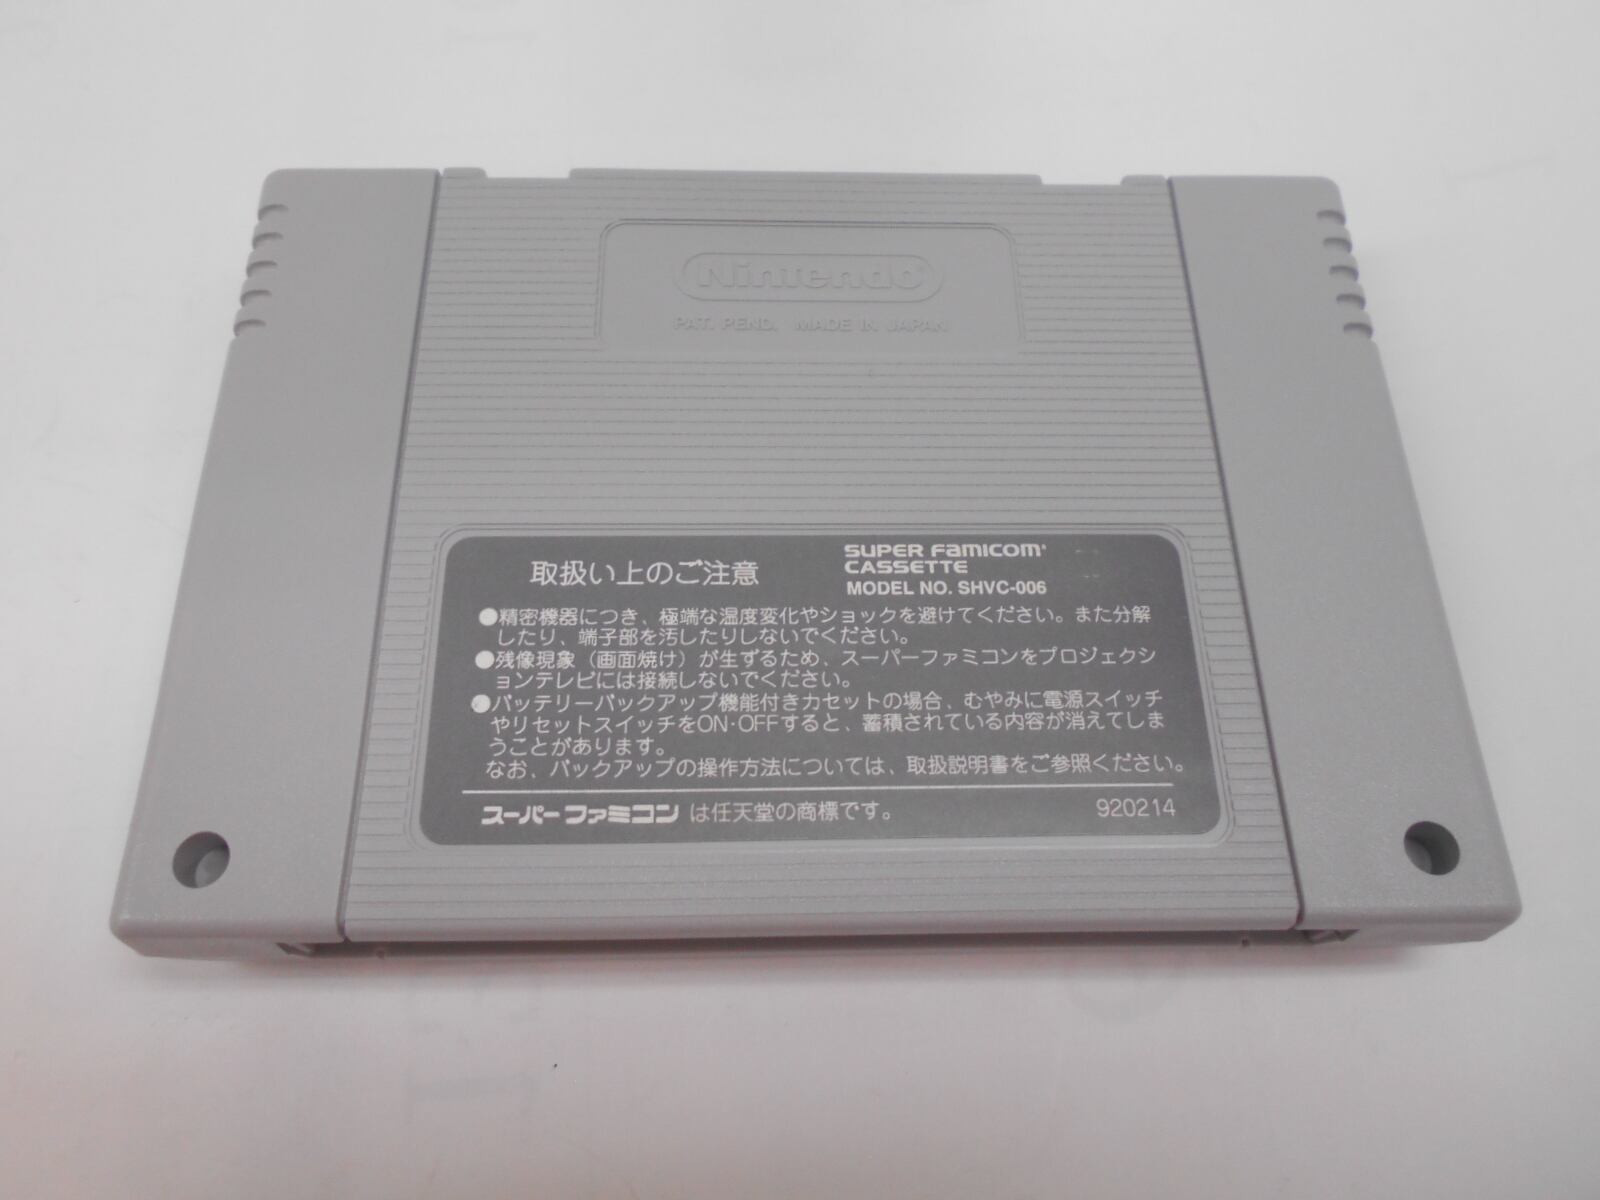 Nintendo®
PAT. PEND. MADE IN JAPAN
取扱い上のご注意
SUPER Famicom
CASSETTE
MODEL NO. SHVC-006
●精密機器につき、極端な温度変化やショックを避けてください。また分解
したり、端子部を汚したりしないでください。
●残像現象（画面焼け）が生ずるため、スーパーファミコンをプロジェクシ
ョンテレビには接続しないでください。
●バッテリーバックアップ機能付きカセットの場合、むやみに電源スイッチ
やリセットスイッチをON・OFFすると、蓄積されている内容が消えてしま
うことがあります。
なお、バックアップの操作方法については、取扱説明書をご参照ください。
スーパーファミコン は任天堂の商標です。
920214